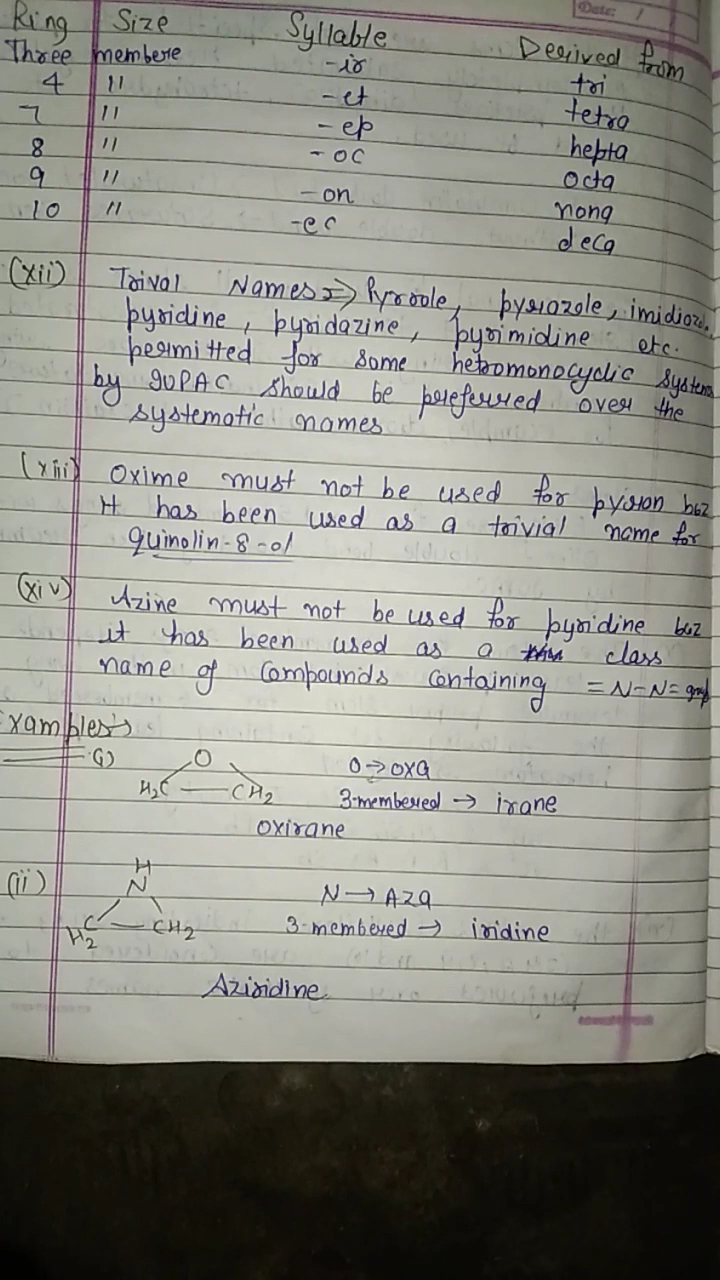 Date: /
Ring Size Syllable Derived from
Three membere -ir tri
4 " -et tetra
7 " -ep hepta
8 " -oc octa
9 " -on nona
10 " -ec deca
(xii) Trival Names => Pyrrole, pyrazole, imidiazo.
pyridine, pyridazine, pyrimidine etc.
permitted for some hetromonocyclic systems
by IUPAC should be preferred over the
systematic names
(xiii) Oxime must not be used for pyron bcz
it has been used as a trivial name for
quinolin-8-ol
(xiv) Azine must not be used for pyridine bcz
it has been used as a class
name of compounds containing =N-N= grp
Examples:
(i) O O → oxa
H2C — CH2 3-membered → irane
oxirane
(ii) H
N N → Aza
H2C — CH2 3-membered → iridine
Aziridine